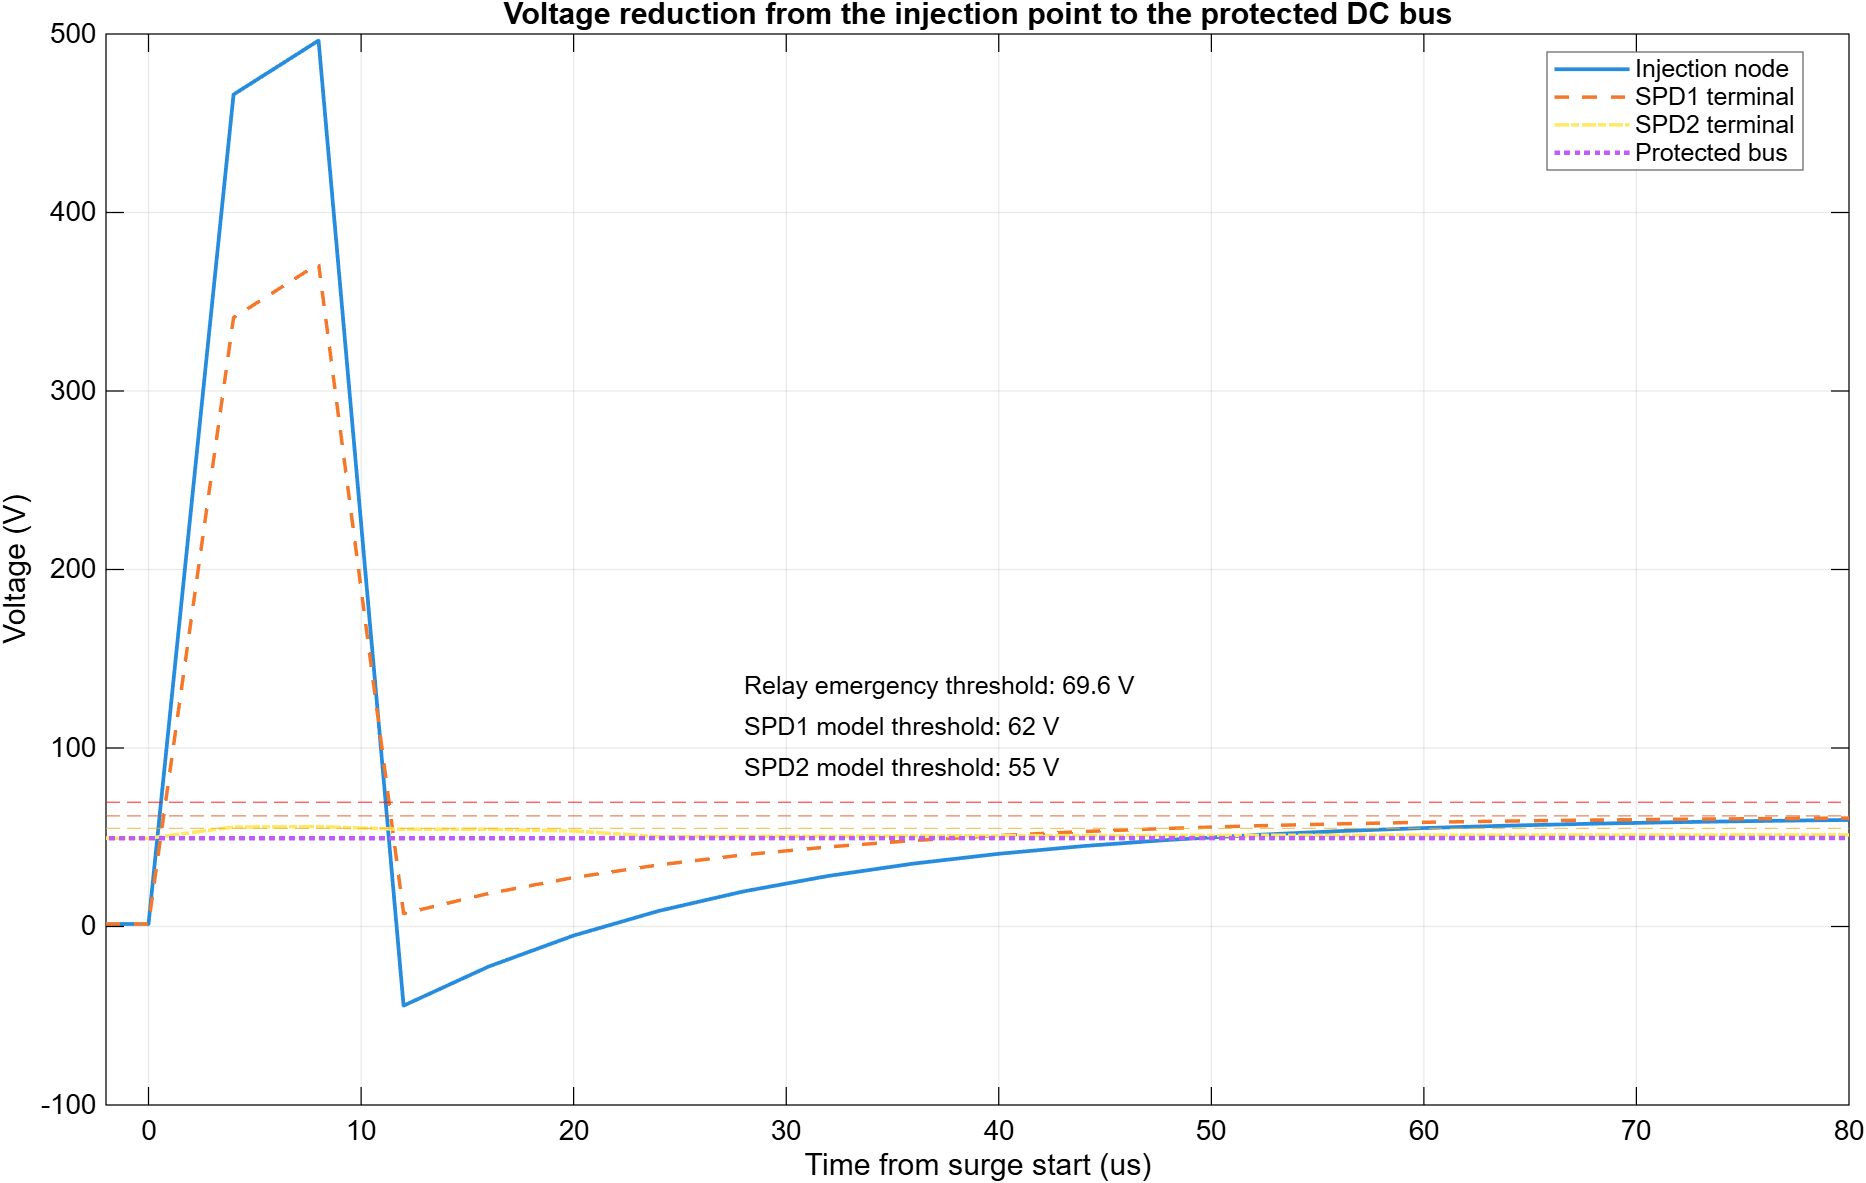 Voltage reduction from the injection point to the protected DC bus
500
400
300
200
100
0
-100
Voltage (V)
Injection node
SPD1 terminal
SPD2 terminal
Protected bus
Relay emergency threshold: 69.6 V
SPD1 model threshold: 62 V
SPD2 model threshold: 55 V
0 10 20 30 40 50 60 70 80
Time from surge start (us)